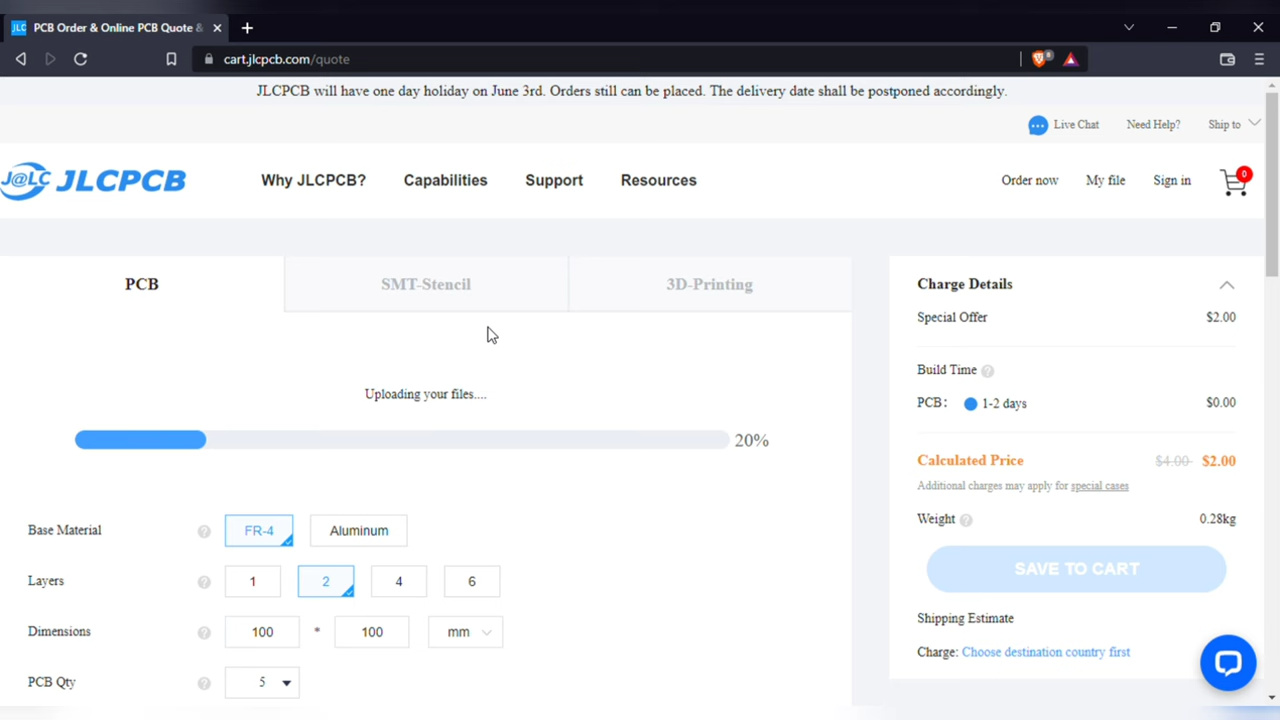 JLC PCB Order & Online PCB Quote &
cart.jlcpcb.com/quote
8
JLCPCB will have one day holiday on June 3rd. Orders still can be placed. The delivery date shall be postponed accordingly.
Live Chat Need Help? Ship to
J@LC JLCPCB Why JLCPCB? Capabilities Support Resources Order now My file Sign in 0
PCB SMT-Stencil 3D-Printing
Uploading your files....
20%
Base Material ? FR-4 Aluminum
Layers ? 1 2 4 6
Dimensions ? 100 * 100 mm
PCB Qty ? 5
Charge Details
Special Offer $2.00
Build Time ?
PCB: 1-2 days $0.00
Calculated Price $4.00 $2.00
Additional charges may apply for special cases
Weight ? 0.28kg
SAVE TO CART
Shipping Estimate
Charge: Choose destination country first